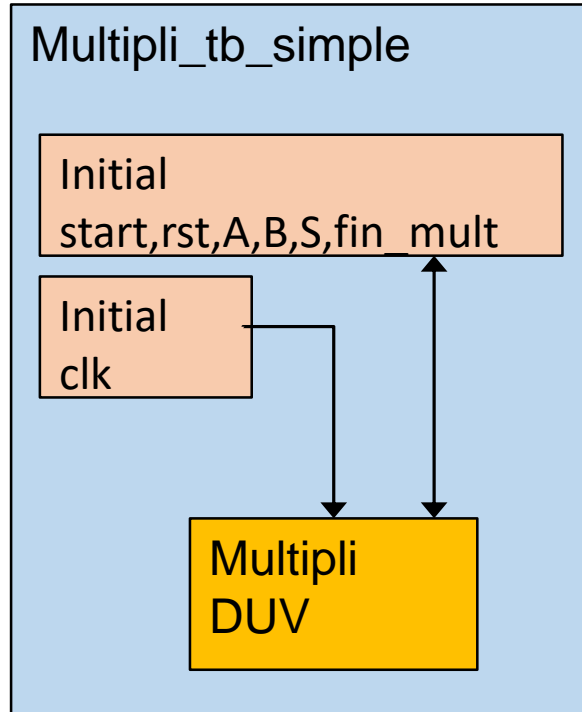 Multipli_tb_simple
Initial
start,rst,A,B,S,fin_mult
Initial
clk
Multipli
DUV